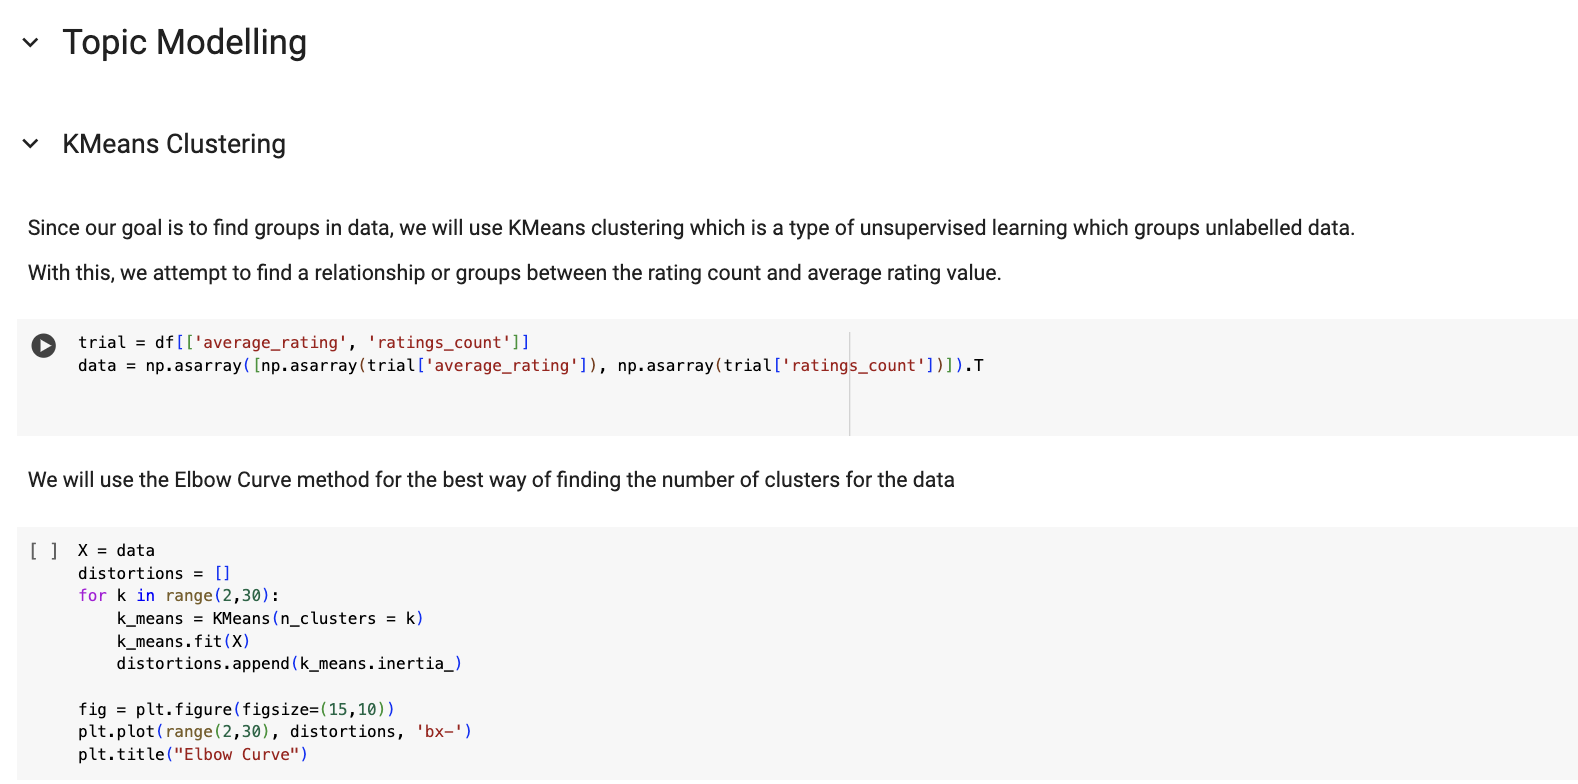 Topic Modelling
KMeans Clustering
Since our goal is to find groups in data, we will use KMeans clustering which is a type of unsupervised learning which groups unlabelled data.
With this, we attempt to find a relationship or groups between the rating count and average rating value.
trial = df[['average_rating', 'ratings_count']]
data = np.asarray([np.asarray(trial['average_rating']), np.asarray(trial['ratings_count'])]).T
We will use the Elbow Curve method for the best way of finding the number of clusters for the data
[ ] X = data
distortions = []
for k in range(2,30):
    k_means = KMeans(n_clusters = k)
    k_means.fit(X)
    distortions.append(k_means.inertia_)
fig = plt.figure(figsize=(15,10))
plt.plot(range(2,30), distortions, 'bx-')
plt.title("Elbow Curve")